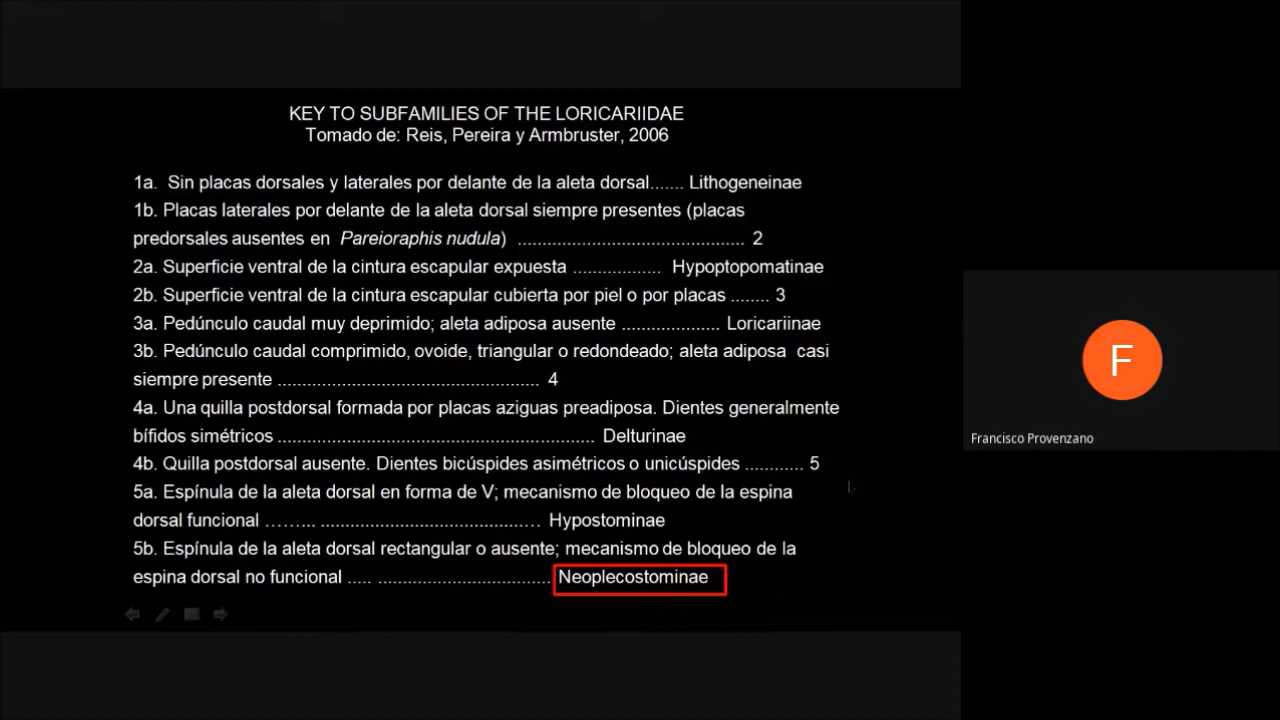 KEY TO SUBFAMILIES OF THE LORICARIIDAE
Tomado de: Reis, Pereira y Armbruster, 2006
1a. Sin placas dorsales y laterales por delante de la aleta dorsal....... Lithogeneinae
1b. Placas laterales por delante de la aleta dorsal siempre presentes (placas
predorsales ausentes en Pareioraphis nudula) .............................................. 2
2a. Superficie ventral de la cintura escapular expuesta .................. Hypoptopomatinae
2b. Superficie ventral de la cintura escapular cubierta por piel o por placas ........ 3
3a. Pedúnculo caudal muy deprimido; aleta adiposa ausente .................... Loricariinae
3b. Pedúnculo caudal comprimido, ovoide, triangular o redondeado; aleta adiposa casi
siempre presente ..................................................... 4
4a. Una quilla postdorsal formada por placas aziguas preadiposa. Dientes generalmente
bífidos simétricos ................................................................ Delturinae
4b. Quilla postdorsal ausente. Dientes bicúspides asimétricos o unicúspides ............ 5
5a. Espínula de la aleta dorsal en forma de V; mecanismo de bloqueo de la espina
dorsal funcional ……... ...........................................… Hypostominae
5b. Espínula de la aleta dorsal rectangular o ausente; mecanismo de bloqueo de la
espina dorsal no funcional ..... ................................... Neoplecostominae
F
Francisco Provenzano